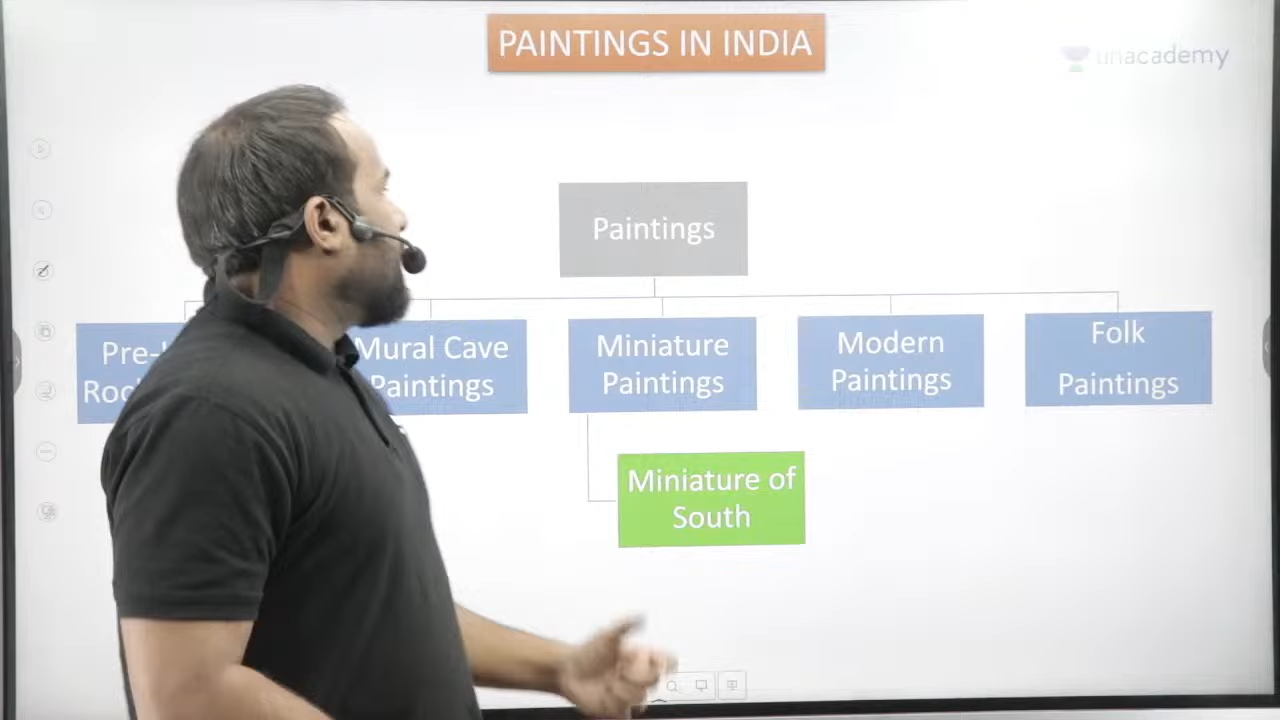 PAINTINGS IN INDIA
unacademy
Paintings
Mural Cave
Paintings
Miniature
Paintings
Modern
Paintings
Folk
Paintings
Miniature of
South